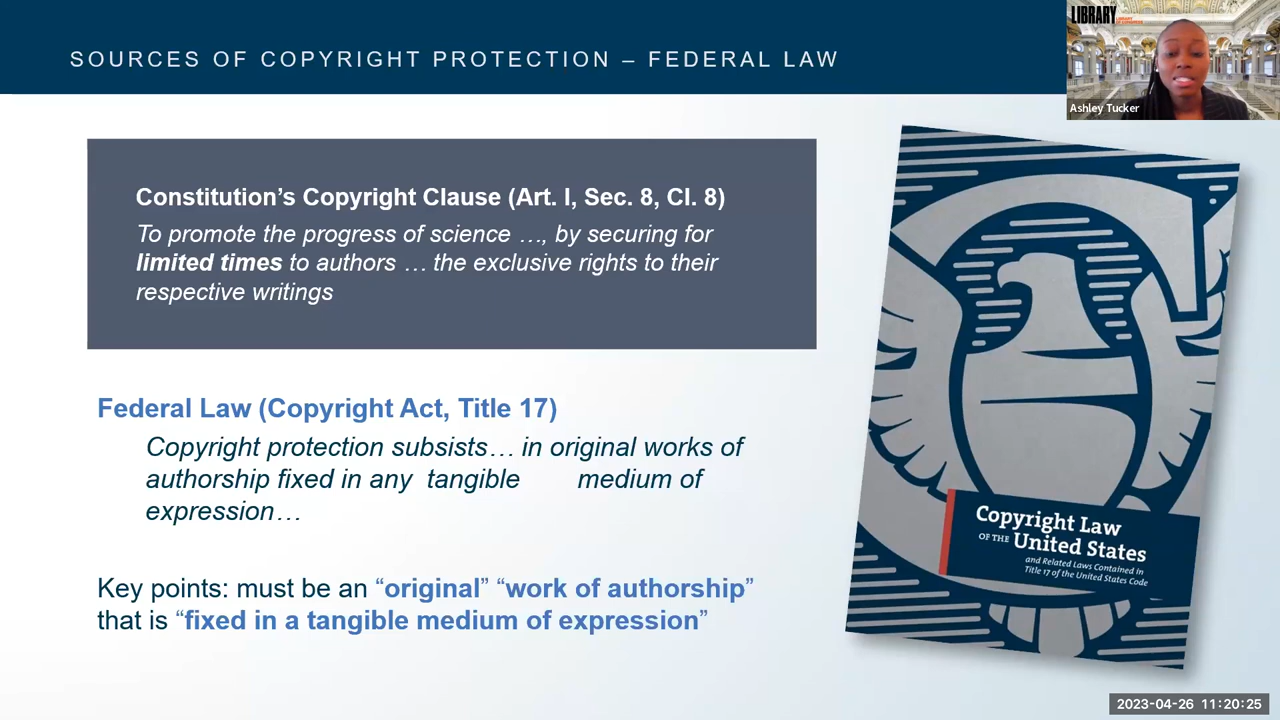 SOURCES OF COPYRIGHT PROTECTION – FEDERAL LAW
LIBRARY
LIBRARY
OF CONGRESS
Ashley Tucker
Constitution’s Copyright Clause (Art. I, Sec. 8, Cl. 8)
To promote the progress of science …, by securing for
limited times to authors … the exclusive rights to their
respective writings
Federal Law (Copyright Act, Title 17)
Copyright protection subsists… in original works of
authorship fixed in any tangible medium of
expression…
Key points: must be an “original” “work of authorship”
that is “fixed in a tangible medium of expression”
Copyright Law
OF THE United States
and Related Laws Contained in
Title 17 of the United States Code
2023-04-26 11:20:25